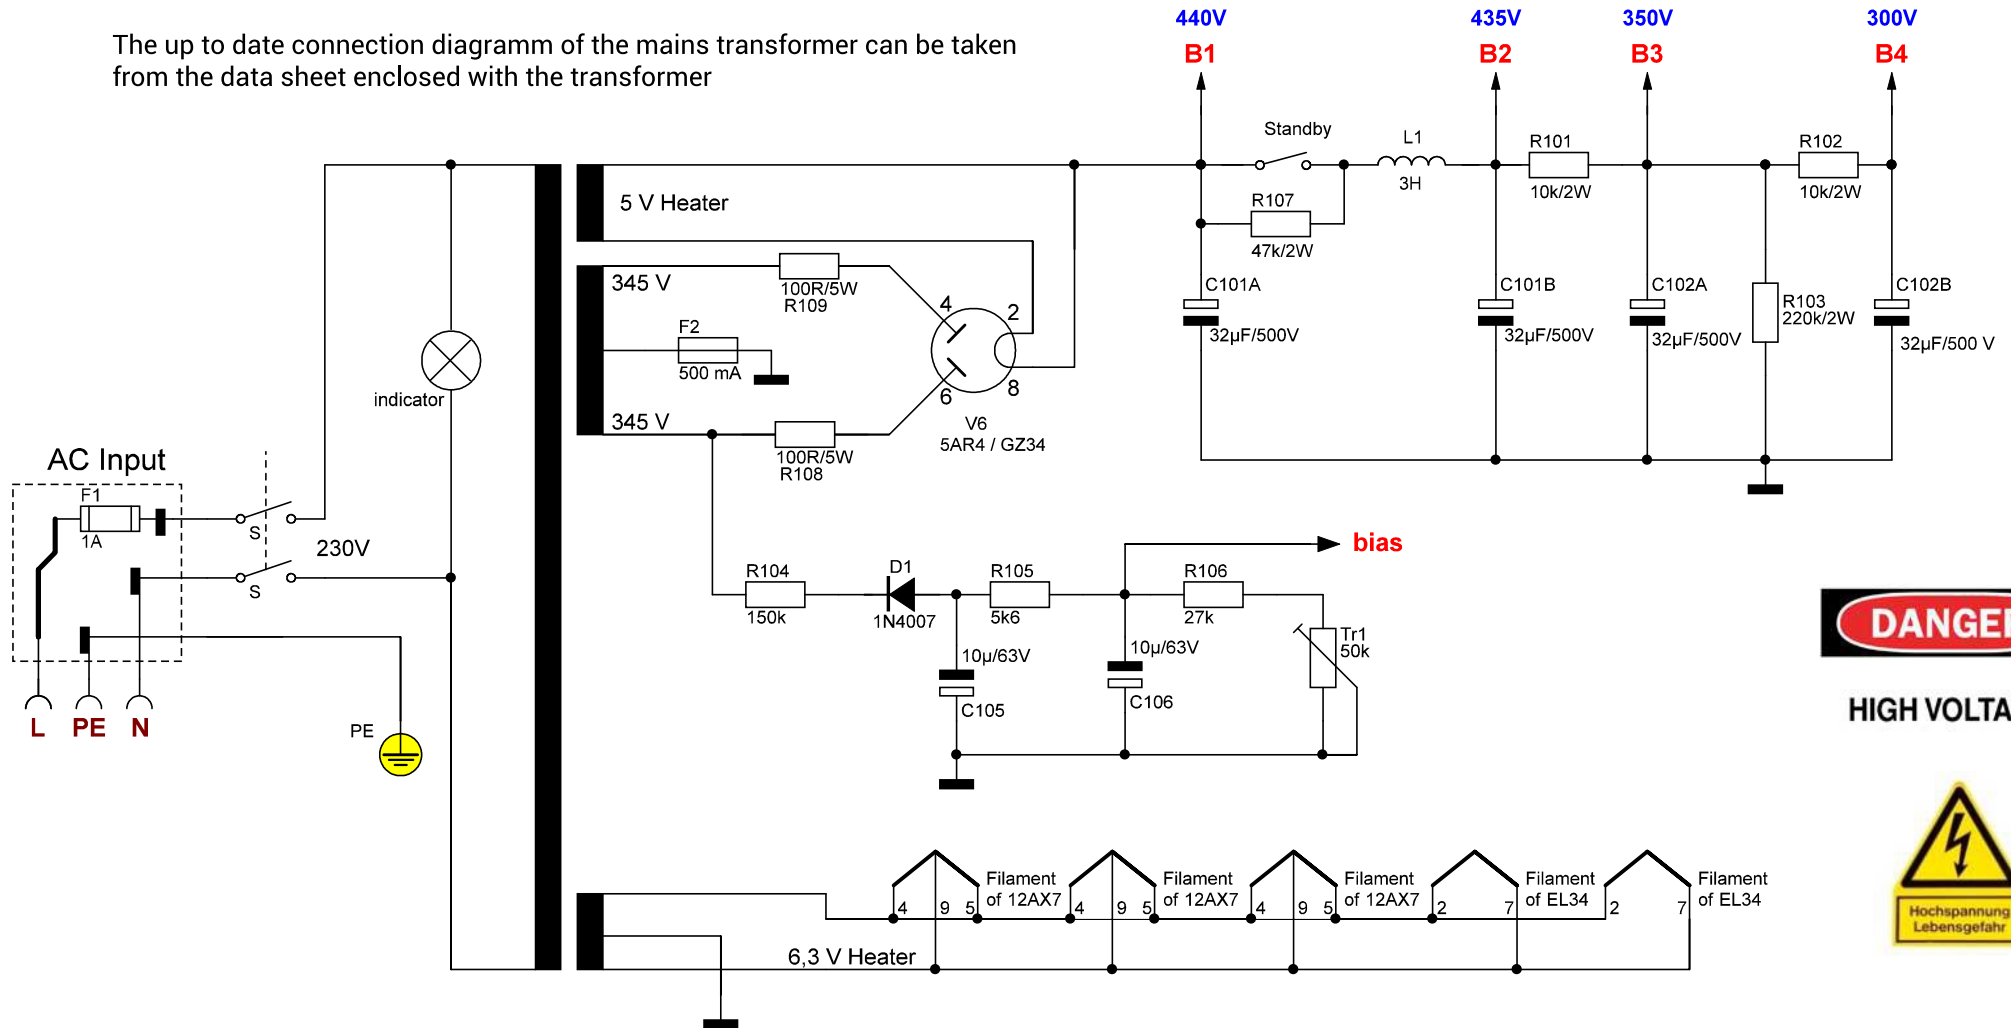 The up to date connection diagramm of the mains transformer can be taken
from the data sheet enclosed with the transformer
440V
435V
350V
300V
B1
B2
B3
B4
Standby
L1
3H
R101
10k/2W
R102
10k/2W
R107
47k/2W
5 V Heater
345 V
100R/5W
R109
F2
500 mA
345 V
100R/5W
R108
4
2
6
8
V6
5AR4 / GZ34
C101A
32µF/500V
C101B
32µF/500V
C102A
32µF/500V
R103
220k/2W
C102B
32µF/500 V
indicator
AC Input
F1
1A
S
S
230V
L
PE
N
PE
bias
R104
150k
D1
1N4007
R105
5k6
R106
27k
Tr1
50k
10µ/63V
C105
10µ/63V
C106
DANGE
HIGH VOLTA
Filament
of 12AX7
4
9
5
Filament
of 12AX7
4
9
5
Filament
of 12AX7
4
9
5
Filament
of EL34
2
7
Filament
of EL34
2
7
6,3 V Heater
Hochspannung
Lebensgefahr